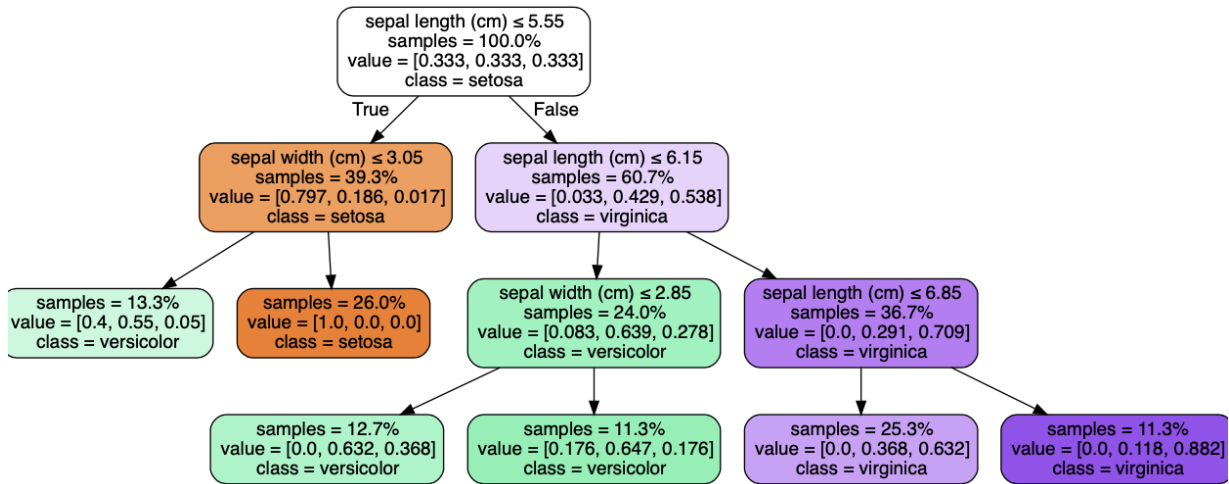 sepal length (cm) ≤ 5.55
samples = 100.0%
value = [0.333, 0.333, 0.333]
class = setosa
True
False
sepal width (cm) ≤ 3.05
samples = 39.3%
value = [0.797, 0.186, 0.017]
class = setosa
sepal length (cm) ≤ 6.15
samples = 60.7%
value = [0.033, 0.429, 0.538]
class = virginica
samples = 13.3%
value = [0.4, 0.55, 0.05]
class = versicolor
samples = 26.0%
value = [1.0, 0.0, 0.0]
class = setosa
sepal width (cm) ≤ 2.85
samples = 24.0%
value = [0.083, 0.639, 0.278]
class = versicolor
sepal length (cm) ≤ 6.85
samples = 36.7%
value = [0.0, 0.291, 0.709]
class = virginica
samples = 12.7%
value = [0.0, 0.632, 0.368]
class = versicolor
samples = 11.3%
value = [0.176, 0.647, 0.176]
class = versicolor
samples = 25.3%
value = [0.0, 0.368, 0.632]
class = virginica
samples = 11.3%
value = [0.0, 0.118, 0.882]
class = virginica